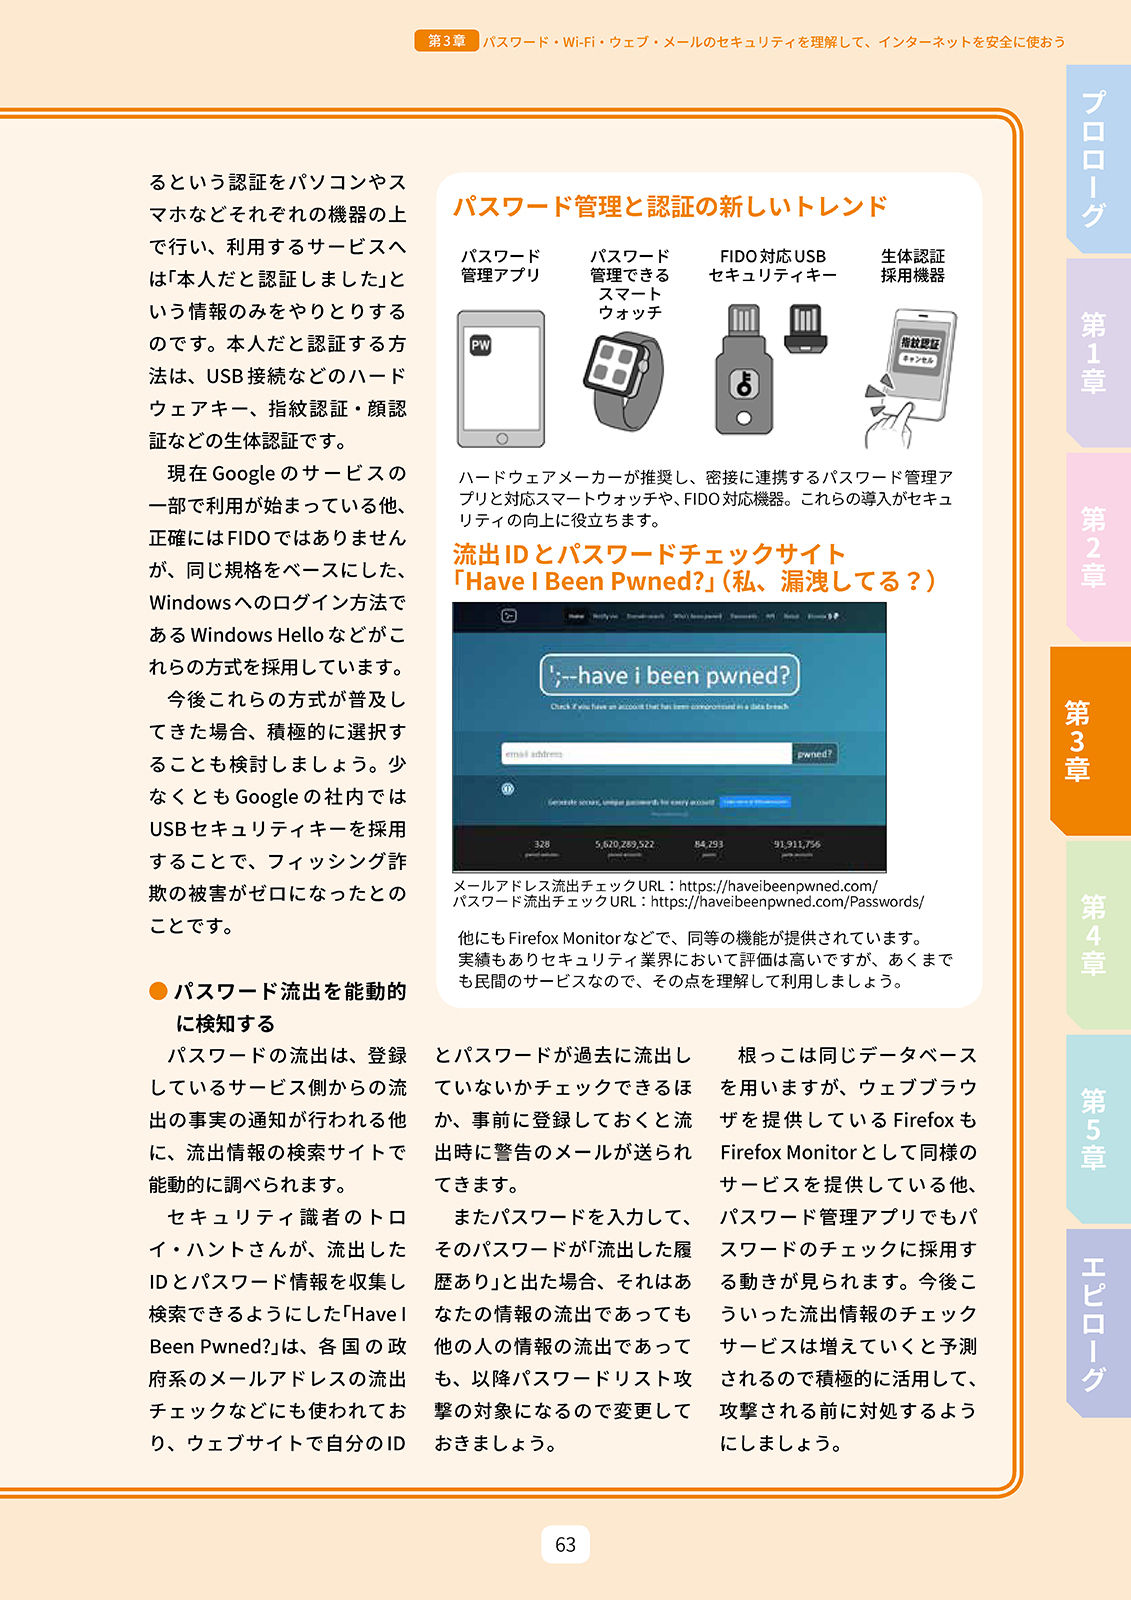 第3章 パスワード・Wi-Fi・ウェブ・メールのセキュリティを理解して、インターネットを安全に使おう
るという認証をパソコンやス
マホなどそれぞれの機器の上
で行い、利用するサービスへ
は「本人だと認証しました」と
いう情報のみをやりとりする
のです。本人だと認証する方
法は、USB接続などのハード
ウェアキー、指紋認証・顔認
証などの生体認証です。
現在Googleのサービスの
一部で利用が始まっている他、
正確にはFIDOではありません
が、同じ規格をベースにした、
Windowsへのログイン方法で
あるWindows Helloなどがこ
れらの方式を採用しています。
今後これらの方式が普及し
てきた場合、積極的に選択す
ることも検討しましょう。少
なくともGoogleの社内では
USBセキュリティキーを採用
することで、フィッシング詐
欺の被害がゼロになったとの
ことです。
パスワード管理と認証の新しいトレンド
パスワード
管理アプリ
パスワード
管理できる
スマート
ウォッチ
FIDO対応USB
セキュリティキー
生体認証
採用機器
PW
指紋認証
キャンセル
ハードウェアメーカーが推奨し、密接に連携するパスワード管理ア
プリと対応スマートウォッチや、FIDO対応機器。これらの導入がセキュ
リティの向上に役立ちます。
流出IDとパスワードチェックサイト
「Have I Been Pwned?」（私、漏洩してる？）
Home Notify me Domain search Who's been pwned Passwords API About Donate
';--have i been pwned?
Check if you have an account that has been compromised in a data breach
email address
pwned?
Generate secure, unique passwords for every account
328 5,620,289,522 84,293 91,911,756
メールアドレス流出チェックURL：https://haveibeenpwned.com/
パスワード流出チェックURL：https://haveibeenpwned.com/Passwords/
他にもFirefox Monitorなどで、同等の機能が提供されています。
実績もありセキュリティ業界において評価は高いですが、あくまで
も民間のサービスなので、その点を理解して利用しましょう。
●パスワード流出を能動的
に検知する
パスワードの流出は、登録
しているサービス側からの流
出の事実の通知が行われる他
に、流出情報の検索サイトで
能動的に調べられます。
セキュリティ識者のトロ
イ・ハントさんが、流出した
IDとパスワード情報を収集し
検索できるようにした「Have I
Been Pwned?」は、各国の政
府系のメールアドレスの流出
チェックなどにも使われてお
り、ウェブサイトで自分のID
とパスワードが過去に流出し
ていないかチェックできるほ
か、事前に登録しておくと流
出時に警告のメールが送られ
てきます。
またパスワードを入力して、
そのパスワードが「流出した履
歴あり」と出た場合、それはあ
なたの情報の流出であっても
他の人の情報の流出であって
も、以降パスワードリスト攻
撃の対象になるので変更して
おきましょう。
根っこは同じデータベース
を用いますが、ウェブブラウ
ザを提供しているFirefoxも
Firefox Monitorとして同様の
サービスを提供している他、
パスワード管理アプリでもパ
スワードのチェックに採用す
る動きが見られます。今後こ
ういった流出情報のチェック
サービスは増えていくと予測
されるので積極的に活用して、
攻撃される前に対処するよう
にしましょう。
プロローグ
第1章
第2章
第3章
第4章
第5章
エピローグ
63